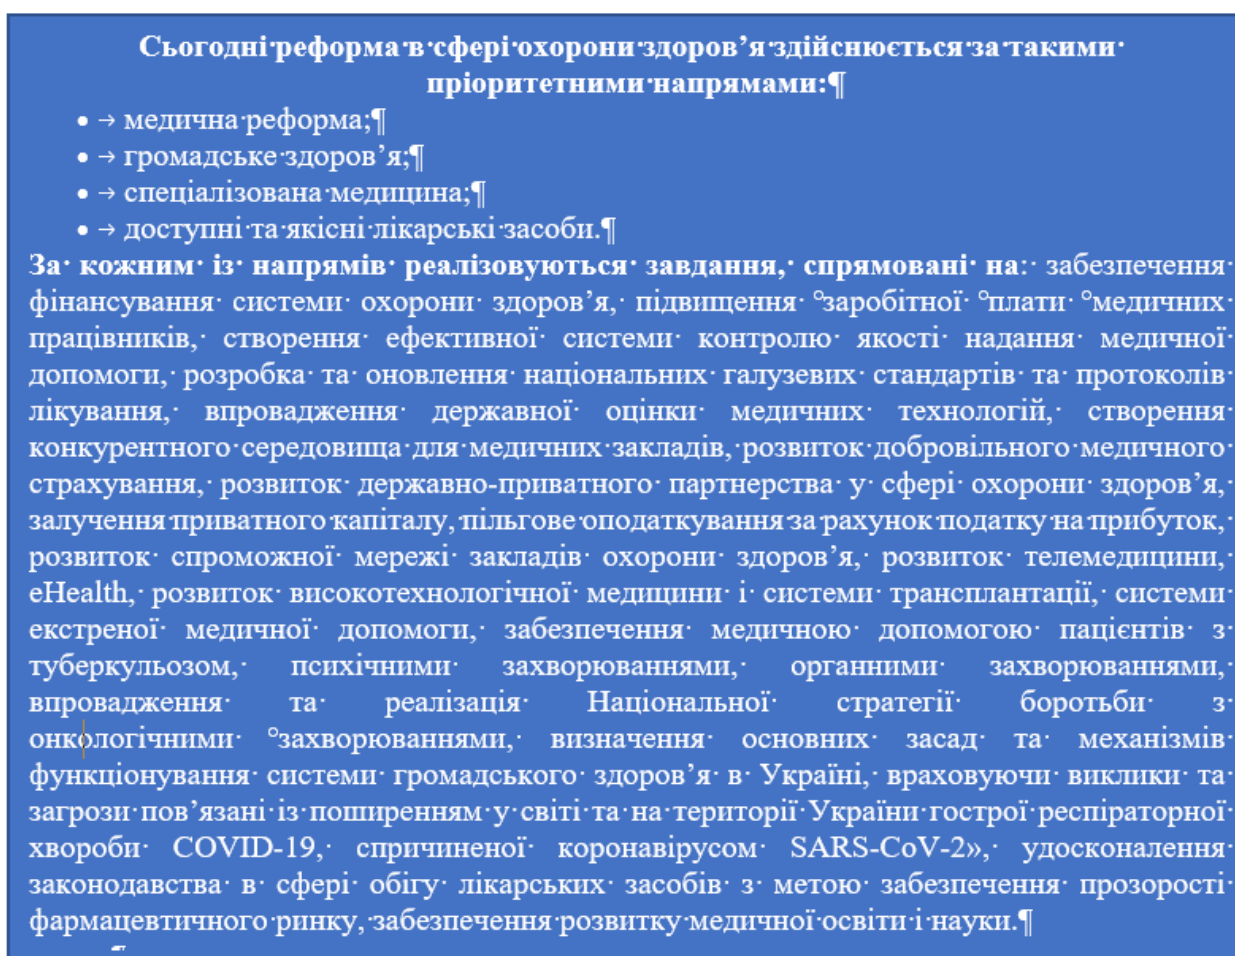 Сьогодні реформа в сфері охорони здоров’я здійснюється за такими
пріоритетними напрямами:¶
• → медична реформа;¶
• → громадське здоров’я;¶
• → спеціалізована медицина;¶
• → доступні та якісні лікарські засоби.¶
За кожним із напрямів реалізовуються завдання, спрямовані на: забезпечення
фінансування системи охорони здоров’я, підвищення °заробітної °плати °медичних
працівників, створення ефективної системи контролю якості надання медичної
допомоги, розробка та оновлення національних галузевих стандартів та протоколів
лікування, впровадження державної оцінки медичних технологій, створення
конкурентного середовища для медичних закладів, розвиток добровільного медичного
страхування, розвиток державно-приватного партнерства у сфері охорони здоров’я,
залучення приватного капіталу, пільгове оподаткування за рахунок податку на прибуток,
розвиток спроможної мережі закладів охорони здоров’я, розвиток телемедицини,
eHealth, розвиток високотехнологічної медицини і системи трансплантації, системи
екстреної медичної допомоги, забезпечення медичною допомогою пацієнтів з
туберкульозом, психічними захворюваннями, органними захворюваннями,
впровадження та реалізація Національної стратегії боротьби з
онкологічними °захворюваннями, визначення основних засад та механізмів
функціонування системи громадського здоров’я в Україні, враховуючи виклики та
загрози пов’язані із поширенням у світі та на території України гострої респіраторної
хвороби COVID-19, спричиненої коронавірусом SARS-CoV-2», удосконалення
законодавства в сфері обігу лікарських засобів з метою забезпечення прозорості
фармацевтичного ринку, забезпечення розвитку медичної освіти і науки.¶
¶